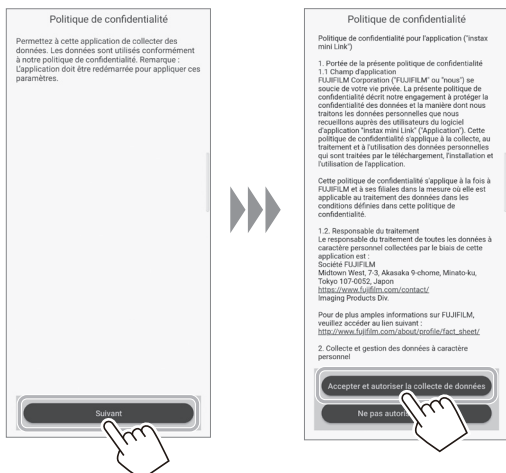 Politique de confidentialité
Permettez à cette application de collecter des
données. Les données sont utilisés conformément
à notre politique de confidentialité. Remarque :
L'application doit être redémarrée pour appliquer ces
paramètres.
Suivant
Politique de confidentialité
Politique de confidentialité pour l'application ("instax
mini Link")
1. Portée de la présente politique de confidentialité
1.1 Champ d'application
FUJIFILM Corporation ("FUJIFILM" ou "nous") se
soucie de votre vie privée. La présente politique de
confidentialité décrit notre engagement à protéger la
confidentialité des données et la manière dont nous
traitons les données personnelles que nous
recueillons auprès des utilisateurs du logiciel
d'application "instax mini Link" ("Application"). Cette
politique de confidentialité s'applique à la collecte, au
traitement et à l'utilisation des données personnelles
qui sont traitées par le téléchargement, l'installation et
l'utilisation de l'application.
Cette politique de confidentialité s'applique à la fois à
FUJIFILM et à ses filiales dans la mesure où elle est
applicable au traitement des données dans les
conditions définies dans cette politique de
confidentialité.
1.2. Responsable du traitement
Le responsable du traitement de toutes les données à
caractère personnel collectées par le biais de cette
application est :
Société FUJIFILM
Midtown West, 7-3, Akasaka 9-chome, Minato-ku,
Tokyo 107-0052, Japon
https://www.fujifilm.com/contact/
Imaging Products Div.
Pour de plus amples informations sur FUJIFILM,
veuillez accéder au lien suivant :
http://www.fujifilm.com/about/profile/fact_sheet/
2. Collecte et gestion des données à caractère
personnel
Accepter et autoriser la collecte de données
Ne pas